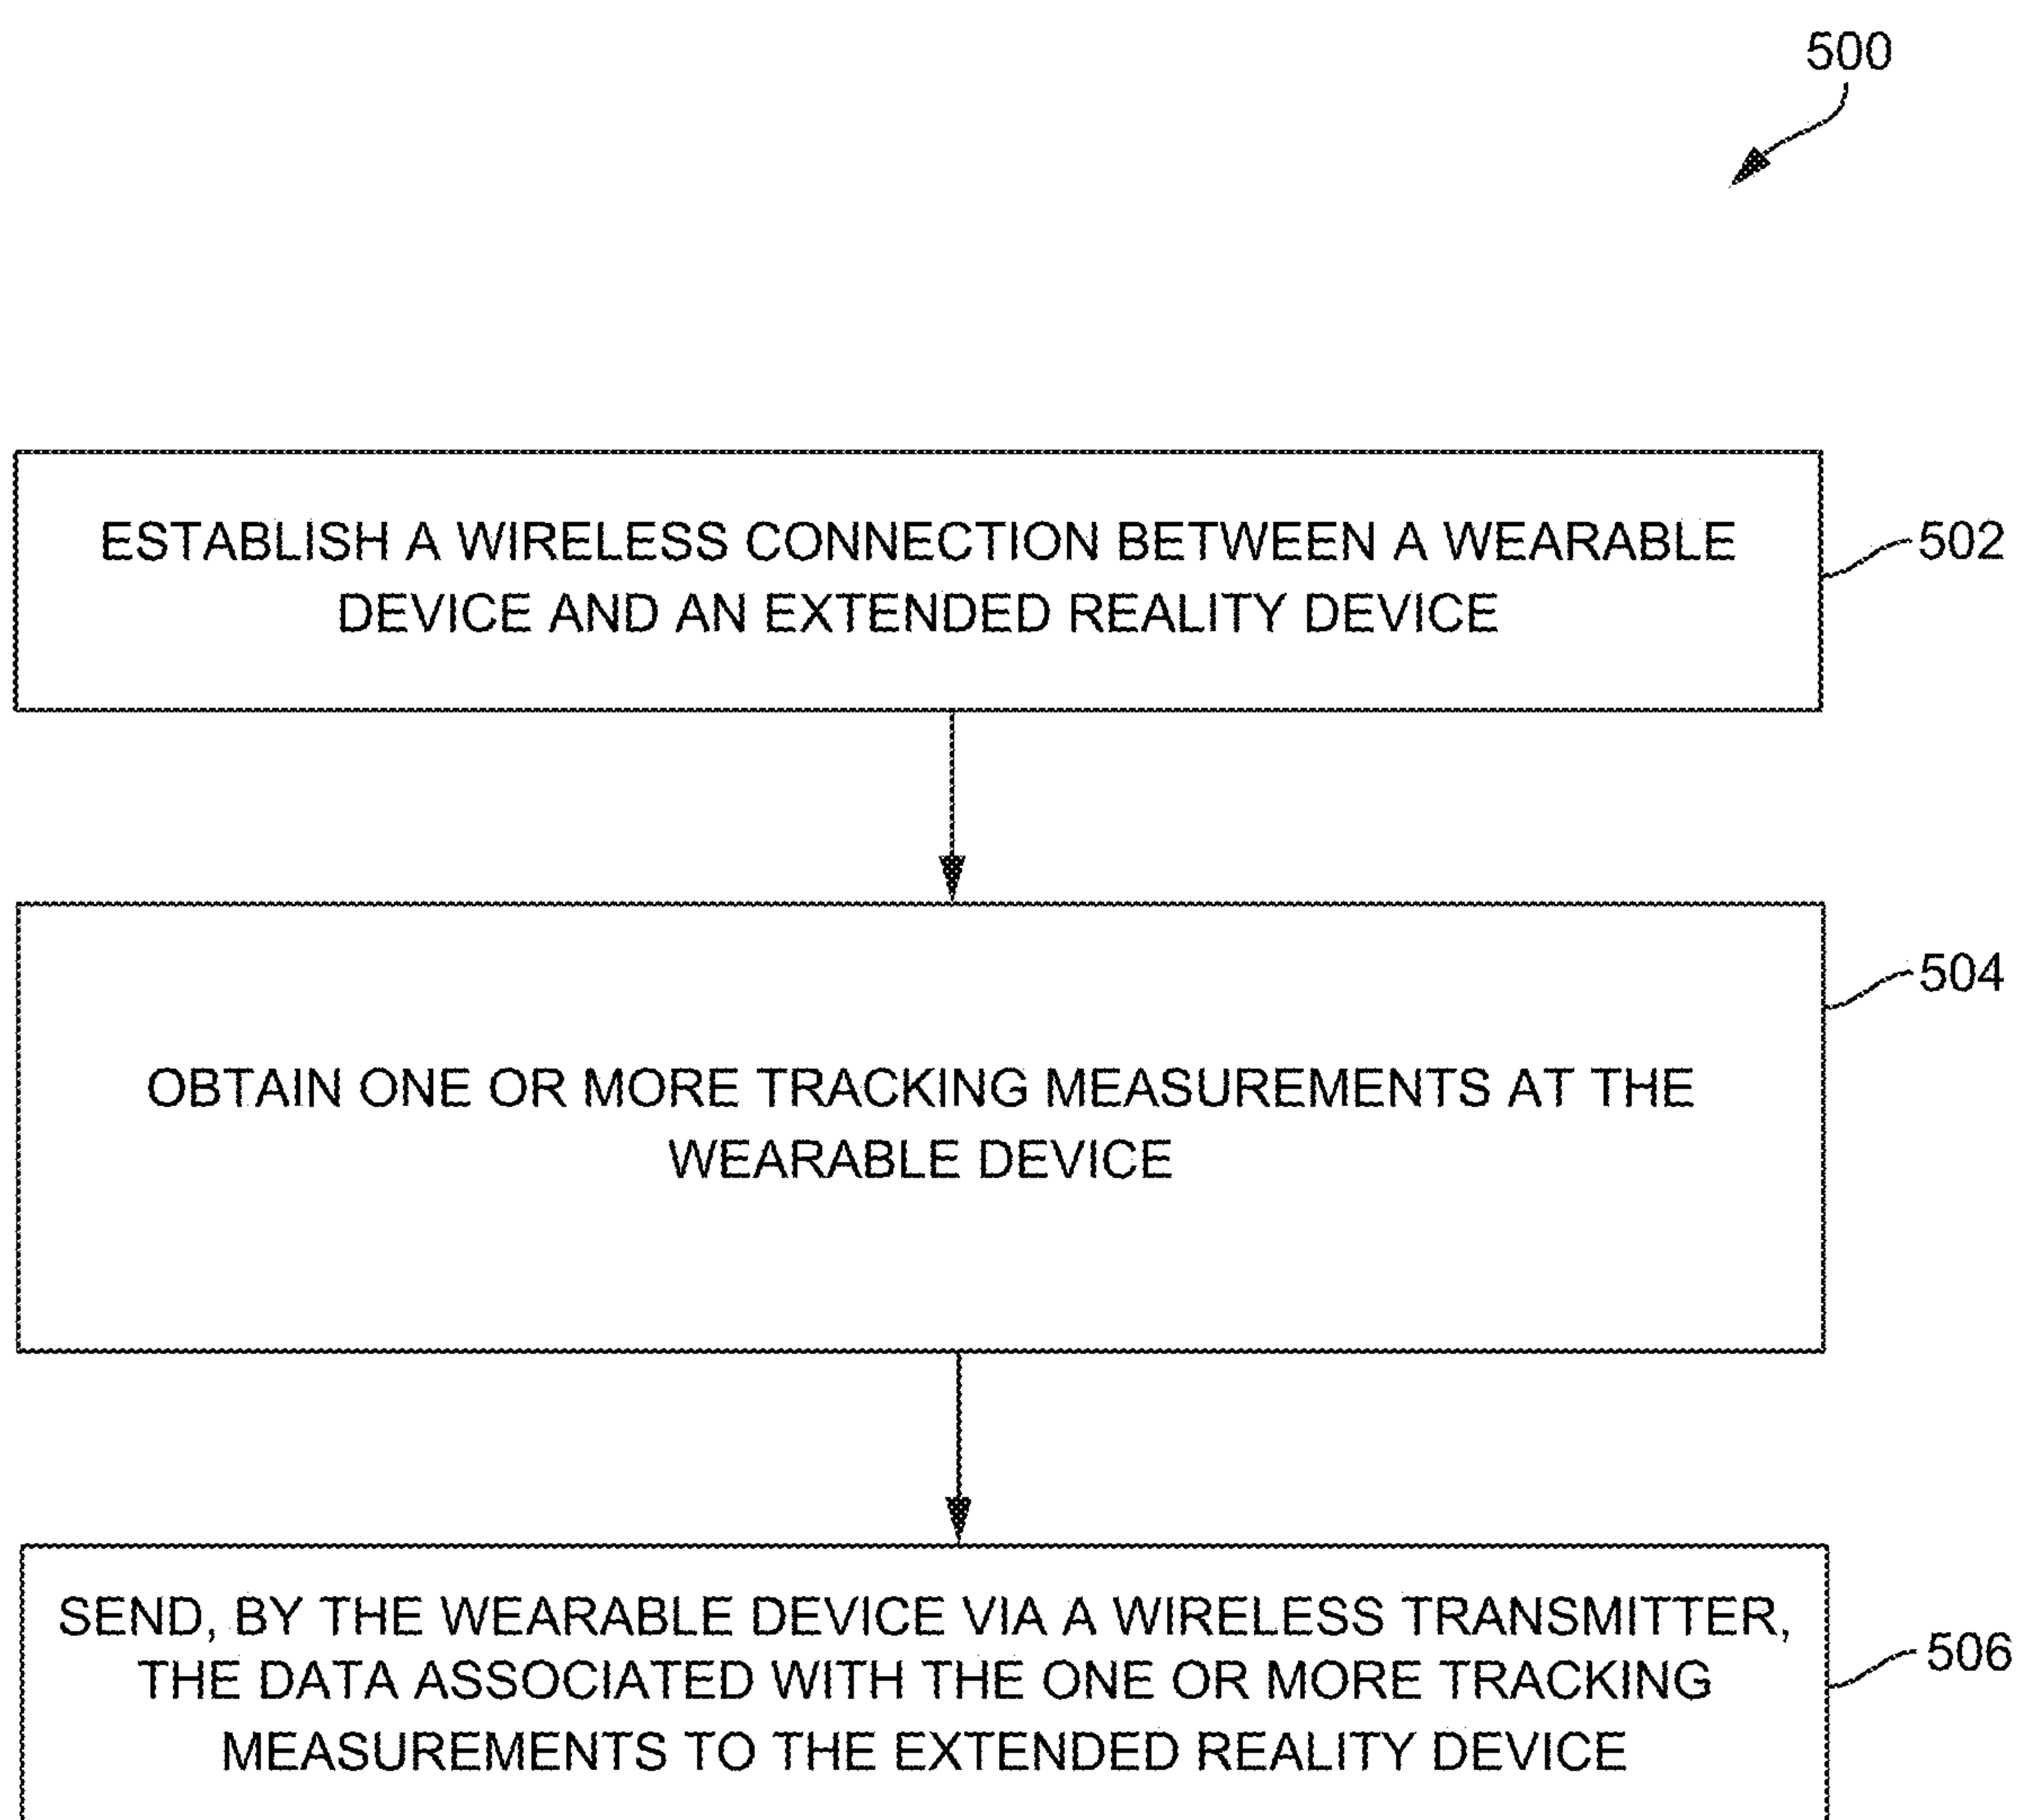 500
ESTABLISH A WIRELESS CONNECTION BETWEEN A WEARABLE
DEVICE AND AN EXTENDED REALITY DEVICE
502
504
OBTAIN ONE OR MORE TRACKING MEASUREMENTS AT THE
WEARABLE DEVICE
SEND, BY THE WEARABLE DEVICE VIA A WIRELESS TRANSMITTER,
THE DATA ASSOCIATED WITH THE ONE OR MORE TRACKING
MEASUREMENTS TO THE EXTENDED REALITY DEVICE
506